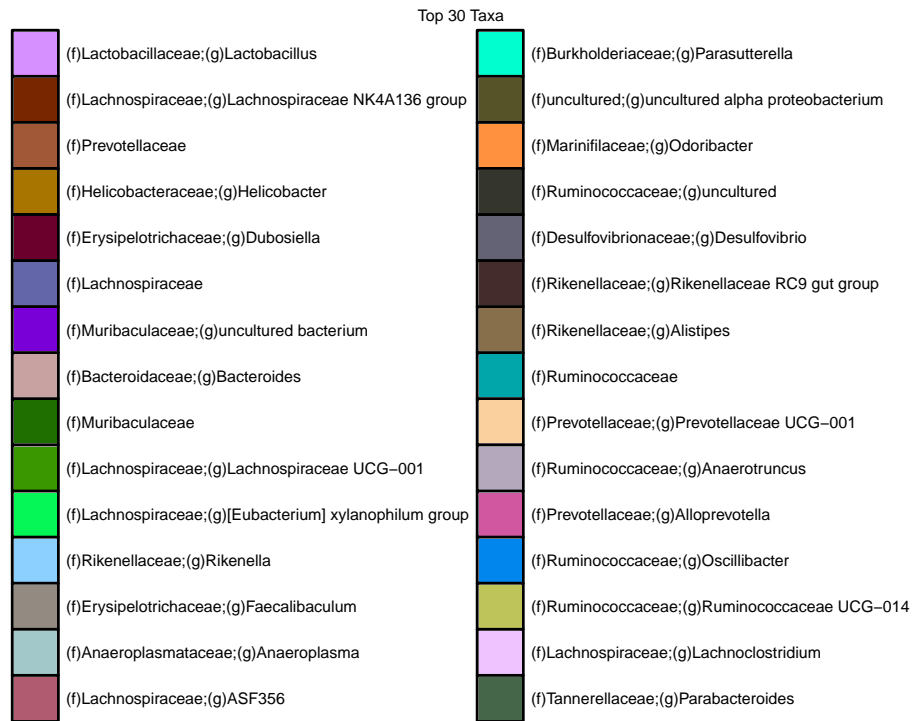 Top 30 Taxa
(f)Lactobacillaceae;(g)Lactobacillus
(f)Lachnospiraceae;(g)Lachnospiraceae NK4A136 group
(f)Prevotellaceae
(f)Helicobacteraceae;(g)Helicobacter
(f)Erysipelotrichaceae;(g)Dubosiella
(f)Lachnospiraceae
(f)Muribaculaceae;(g)uncultured bacterium
(f)Bacteroidaceae;(g)Bacteroides
(f)Muribaculaceae
(f)Lachnospiraceae;(g)Lachnospiraceae UCG−001
(f)Lachnospiraceae;(g)[Eubacterium] xylanophilum group
(f)Rikenellaceae;(g)Rikenella
(f)Erysipelotrichaceae;(g)Faecalibaculum
(f)Anaeroplasmataceae;(g)Anaeroplasma
(f)Lachnospiraceae;(g)ASF356
(f)Burkholderiaceae;(g)Parasutterella
(f)uncultured;(g)uncultured alpha proteobacterium
(f)Marinifilaceae;(g)Odoribacter
(f)Ruminococcaceae;(g)uncultured
(f)Desulfovibrionaceae;(g)Desulfovibrio
(f)Rikenellaceae;(g)Rikenellaceae RC9 gut group
(f)Rikenellaceae;(g)Alistipes
(f)Ruminococcaceae
(f)Prevotellaceae;(g)Prevotellaceae UCG−001
(f)Ruminococcaceae;(g)Anaerotruncus
(f)Prevotellaceae;(g)Alloprevotella
(f)Ruminococcaceae;(g)Oscillibacter
(f)Ruminococcaceae;(g)Ruminococcaceae UCG−014
(f)Lachnospiraceae;(g)Lachnoclostridium
(f)Tannerellaceae;(g)Parabacteroides